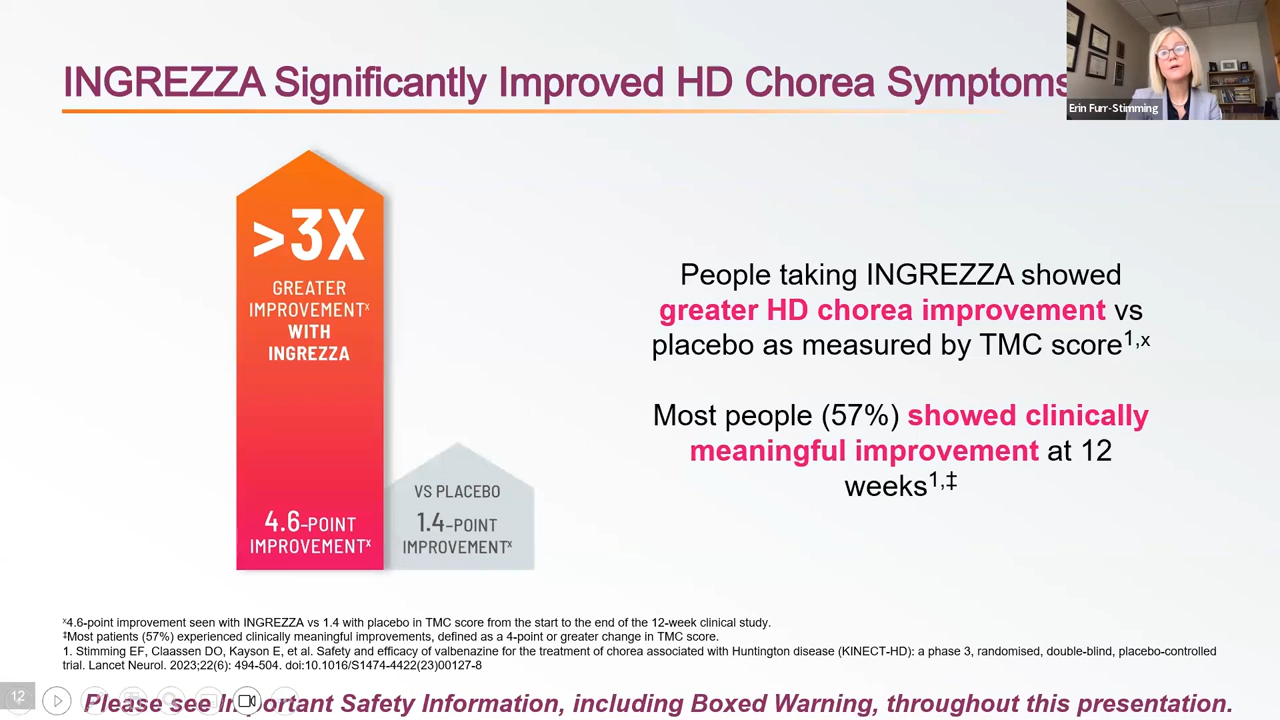 INGREZZA Significantly Improved HD Chorea Symptoms
Erin Furr-Stimming
>3X
GREATER
IMPROVEMENTˣ
WITH
INGREZZA
4.6-POINT
IMPROVEMENTˣ
VS PLACEBO
1.4-POINT
IMPROVEMENTˣ
People taking INGREZZA showed
greater HD chorea improvement vs
placebo as measured by TMC score¹,ˣ
Most people (57%) showed clinically
meaningful improvement at 12
weeks¹,‡
ˣ4.6-point improvement seen with INGREZZA vs 1.4 with placebo in TMC score from the start to the end of the 12-week clinical study.
‡Most patients (57%) experienced clinically meaningful improvements, defined as a 4-point or greater change in TMC score.
1. Stimming EF, Claassen DO, Kayson E, et al. Safety and efficacy of valbenazine for the treatment of chorea associated with Huntington disease (KINECT-HD): a phase 3, randomised, double-blind, placebo-controlled
trial. Lancet Neurol. 2023;22(6): 494-504. doi:10.1016/S1474-4422(23)00127-8
12
Please see Important Safety Information, including Boxed Warning, throughout this presentation.